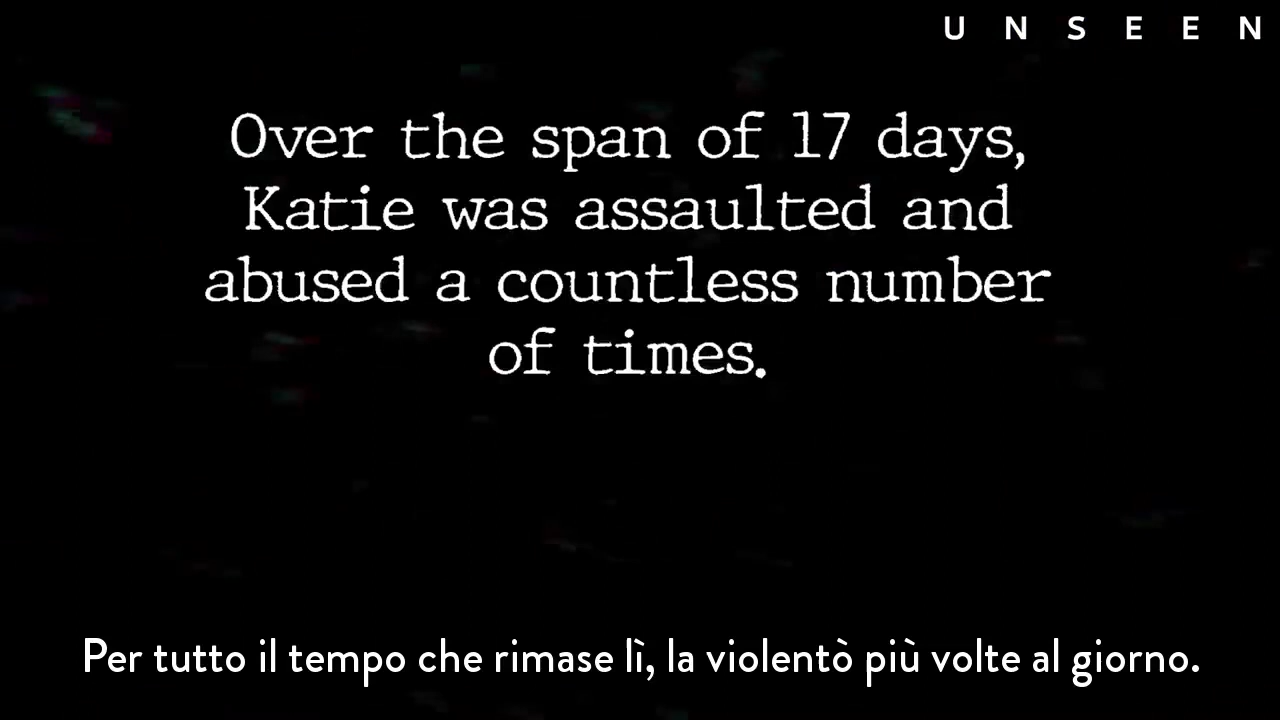 UNSEEN
Over the span of 17 days,
Katie was assaulted and
abused a countless number
of times.
Per tutto il tempo che rimase lì, la violentò più volte al giorno.